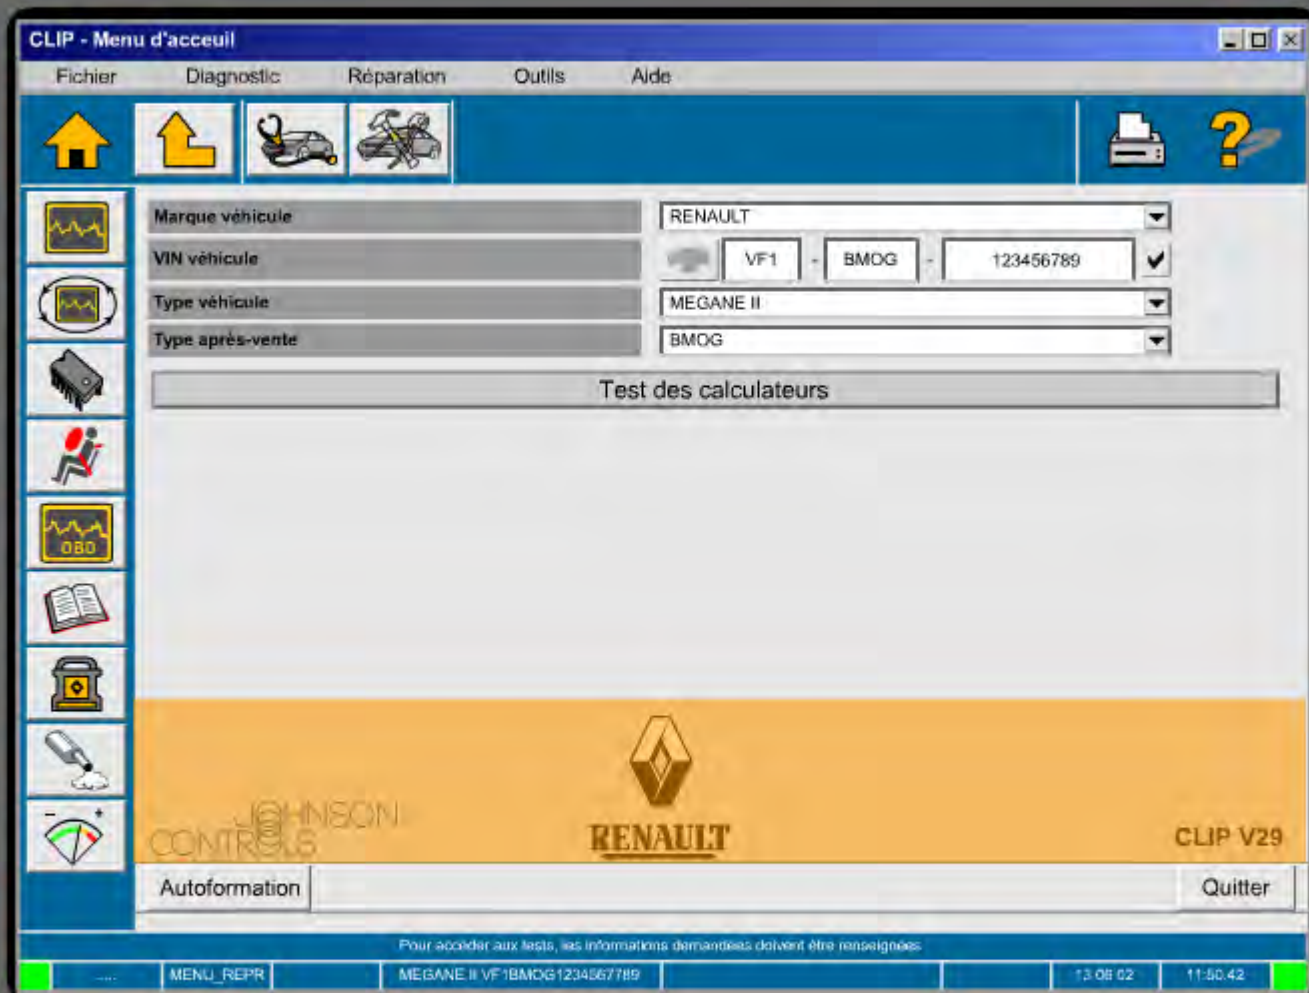 CLIP - Menu d'acceuil
Fichier Diagnostic Réparation Outils Aide
Marque véhicule RENAULT
VIN véhicule VF1 - BMOG - 123456789
Type véhicule MEGANE II
Type après-vente BMOG
Test des calculateurs
OBD
JOHNSON
CONTROLS
RENAULT
CLIP V29
Autoformation Quitter
Pour accéder aux tests, les informations demandées doivent être renseignées
..... MENU_REPR MEGANE II VF1BMOG1234567789 13 06 02 11:50.42